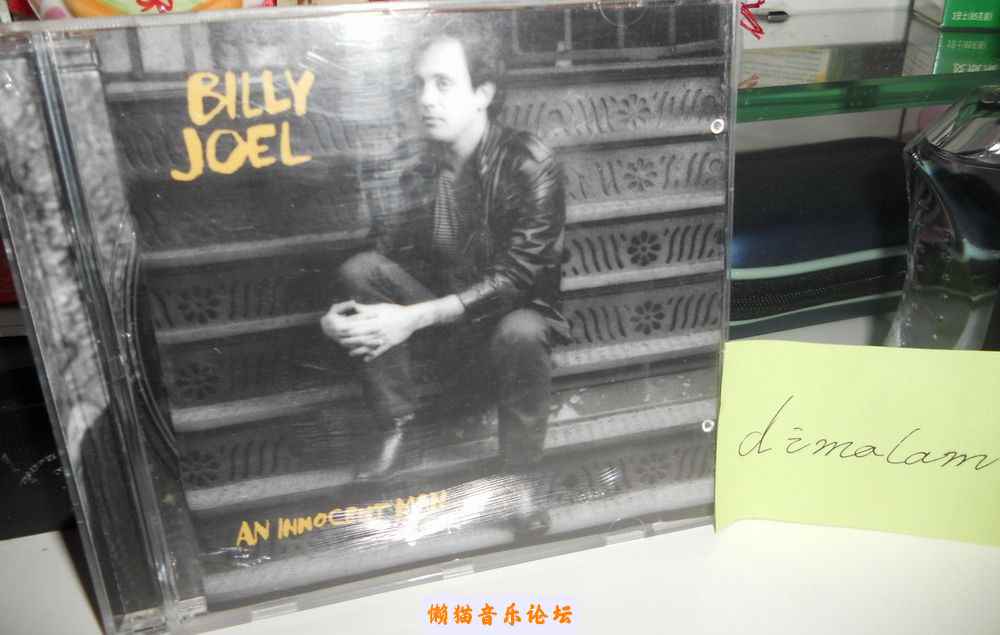 BILLY
JOEL
AN INNOCENT MAN
dimalam
懒猫音乐论坛